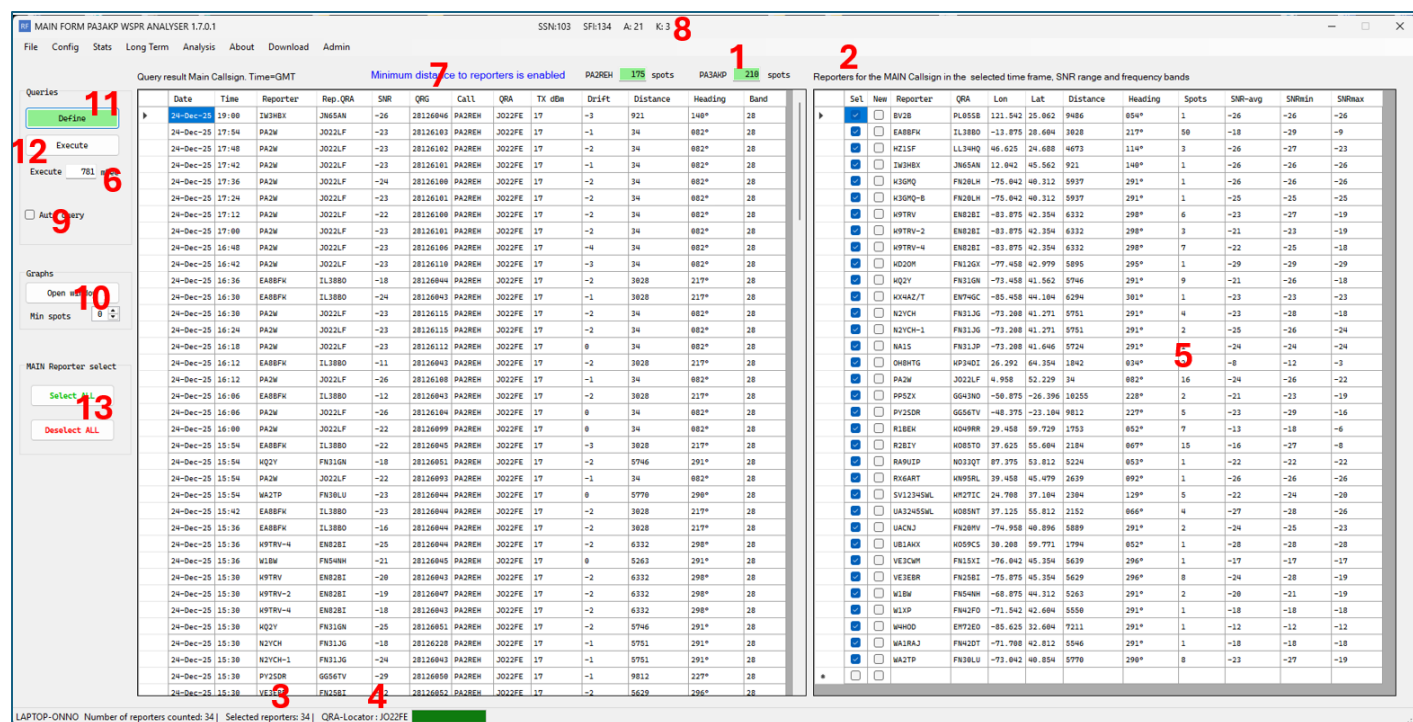 RF MAIN FORM PA3AKP WSPR ANALYSER 1.7.0.1 SSN:103 SFI:134 A: 21 K: 3 8
File Config Stats Long Term Analysis About Download Admin
7 1 2
Query result Main Callsign. Time=GMT Minimum distance to reporters is enabled PA2REH 175 spots PA3AKP 210 spots Reporters for the MAIN Callsign in the selected time frame, SNR range and frequency bands
Queries
11
Define
12
Execute
Execute 781
6
Auto Query
9
Graphs
Open window
10
Min spots 0
MAIN Reporter select
Select ALL
13
Deselect ALL
Date Time Reporter Rep.QRA SNR QRG Call QRA TX dBm Drift Distance Heading Band
24-Dec-25 19:00 IW3HBX JN65AN -26 28126046 PA2REH JO22FE 17 -3 921 140° 28
24-Dec-25 17:54 PA2W JO22LF -23 28126103 PA2REH JO22FE 17 -1 34 082° 28
24-Dec-25 17:48 PA2W JO22LF -23 28126102 PA2REH JO22FE 17 -2 34 082° 28
24-Dec-25 17:42 PA2W JO22LF -23 28126101 PA2REH JO22FE 17 -1 34 082° 28
24-Dec-25 17:36 PA2W JO22LF -24 28126100 PA2REH JO22FE 17 -2 34 082° 28
24-Dec-25 17:24 PA2W JO22LF -23 28126101 PA2REH JO22FE 17 -2 34 082° 28
24-Dec-25 17:12 PA2W JO22LF -22 28126100 PA2REH JO22FE 17 -2 34 082° 28
24-Dec-25 17:00 PA2W JO22LF -22 28126101 PA2REH JO22FE 17 -2 34 082° 28
24-Dec-25 16:48 PA2W JO22LF -23 28126106 PA2REH JO22FE 17 -4 34 082° 28
24-Dec-25 16:42 PA2W JO22LF -23 28126110 PA2REH JO22FE 17 -3 34 082° 28
24-Dec-25 16:36 EA8BFK IL38BO -18 28126044 PA2REH JO22FE 17 -2 3028 217° 28
24-Dec-25 16:30 EA8BFK IL38BO -24 28126043 PA2REH JO22FE 17 -1 3028 217° 28
24-Dec-25 16:30 PA2W JO22LF -23 28126115 PA2REH JO22FE 17 -2 34 082° 28
24-Dec-25 16:24 PA2W JO22LF -23 28126115 PA2REH JO22FE 17 -2 34 082° 28
24-Dec-25 16:18 PA2W JO22LF -23 28126112 PA2REH JO22FE 17 0 34 082° 28
24-Dec-25 16:12 EA8BFK IL38BO -11 28126043 PA2REH JO22FE 17 -2 3028 217° 28
24-Dec-25 16:12 PA2W JO22LF -26 28126108 PA2REH JO22FE 17 -1 34 082° 28
24-Dec-25 16:06 EA8BFK IL38BO -12 28126043 PA2REH JO22FE 17 -2 3028 217° 28
24-Dec-25 16:06 PA2W JO22LF -26 28126104 PA2REH JO22FE 17 0 34 082° 28
24-Dec-25 16:00 PA2W JO22LF -22 28126099 PA2REH JO22FE 17 0 34 082° 28
24-Dec-25 15:54 EA8BFK IL38BO -22 28126045 PA2REH JO22FE 17 -3 3028 217° 28
24-Dec-25 15:54 KQ2Y FN31GN -18 28126051 PA2REH JO22FE 17 -2 5746 291° 28
24-Dec-25 15:54 PA2W JO22LF -22 28126093 PA2REH JO22FE 17 -1 34 082° 28
24-Dec-25 15:54 WA2TP FN30LU -23 28126044 PA2REH JO22FE 17 0 5770 290° 28
24-Dec-25 15:42 EA8BFK IL38BO -23 28126044 PA2REH JO22FE 17 -2 3028 217° 28
24-Dec-25 15:36 EA8BFK IL38BO -16 28126044 PA2REH JO22FE 17 -2 3028 217° 28
24-Dec-25 15:36 K9TRV-4 EN82BI -25 28126044 PA2REH JO22FE 17 -2 6332 298° 28
24-Dec-25 15:36 W1BW FN54NH -21 28126045 PA2REH JO22FE 17 0 5263 291° 28
24-Dec-25 15:30 K9TRV EN82BI -20 28126043 PA2REH JO22FE 17 -2 6332 298° 28
24-Dec-25 15:30 K9TRV-2 EN82BI -19 28126047 PA2REH JO22FE 17 -2 6332 298° 28
24-Dec-25 15:30 K9TRV-4 EN82BI -18 28126043 PA2REH JO22FE 17 -2 6332 298° 28
24-Dec-25 15:30 KQ2Y FN31GN -25 28126051 PA2REH JO22FE 17 -2 5746 291° 28
24-Dec-25 15:30 N2YCH FN31JG -18 28126228 PA2REH JO22FE 17 -1 5751 291° 28
24-Dec-25 15:30 N2YCH-1 FN31JG -24 28126043 PA2REH JO22FE 17 -1 5751 291° 28
24-Dec-25 15:30 PY2SDR GG56TV -29 28126050 PA2REH JO22FE 17 -1 9812 227° 28
24-Dec-25 15:30 FN25BI 28126052 PA2REH JO22FE 17 -2 5629 296° 28
Sel New Reporter QRA Lon Lat Distance Heading Spots SNR-avg SNRmin SNRmax
BV2B PL05SB 121.542 25.062 9486 054° 1 -26 -26 -26
EA8BFK IL38BO -13.875 28.604 3028 217° 50 -18 -29 -9
HZ1SF LL34HQ 46.625 24.688 4673 114° 3 -26 -27 -23
IW3HBX JN65AN 12.042 45.562 921 140° 1 -26 -26 -26
K3GMQ FN20LH -75.042 40.312 5937 291° 1 -26 -26 -26
K3GMQ-B FN20LH -75.042 40.312 5937 291° 1 -25 -25 -25
K9TRV EN82BI -83.875 42.354 6332 298° 6 -23 -27 -19
K9TRV-2 EN82BI -83.875 42.354 6332 298° 3 -21 -23 -19
K9TRV-4 EN82BI -83.875 42.354 6332 298° 7 -22 -25 -18
KD2OM FN12GX -77.458 42.979 5895 295° 1 -29 -29 -29
KQ2Y FN31GN -73.458 41.562 5746 291° 9 -21 -26 -18
KX4AZ/T EN74GC -85.458 44.104 6294 301° 1 -23 -23 -23
N2YCH FN31JG -73.208 41.271 5751 291° 4 -23 -28 -18
N2YCH-1 FN31JG -73.208 41.271 5751 291° 2 -25 -26 -24
NA1S FN31JP -73.208 41.646 5724 291° -24 -24 -24
OH8HTG KP34DI 26.292 64.354 1842 034° -8 -12 -3
5
PA2W JO22LF 4.958 52.229 34 082° 16 -24 -26 -22
PP5ZX GG43NO -50.875 -26.396 10255 228° 2 -21 -23 -19
PY2SDR GG56TV -48.375 -23.104 9812 227° 5 -23 -29 -16
R1BEK KO49RR 29.458 59.729 1753 052° 7 -13 -18 -6
R2BIY KO85TO 37.625 55.604 2184 067° 15 -16 -27 -8
RA9UIP NO33QT 87.375 53.812 5224 053° 1 -22 -22 -22
RX6ART KN95RL 39.458 45.479 2639 092° 1 -26 -26 -26
SV1234SWL KM27IC 24.708 37.104 2304 129° 5 -22 -24 -20
UA3245SWL KO85NT 37.125 55.812 2152 066° 4 -27 -28 -26
UACNJ FN20MV -74.958 40.896 5889 291° 2 -24 -25 -23
UB1AKX KO59CS 30.208 59.771 1794 052° 1 -28 -28 -28
VE3CWM FN15XI -76.042 45.354 5639 296° 1 -17 -17 -17
VE3EBR FN25BI -75.875 45.354 5629 296° 8 -24 -28 -19
W1BW FN54NH -68.875 44.312 5263 291° 2 -20 -21 -19
W1XP FN42FO -71.542 42.604 5550 291° 1 -18 -18 -18
W4HOD EM72EO -85.625 32.604 7211 291° 1 -12 -12 -12
WA1RAJ FN42DT -71.708 42.812 5546 291° 1 -18 -18 -18
WA2TP FN30LU -73.042 40.854 5770 290° 8 -23 -27 -19
3 4
LAPTOP-ONNO Number of reporters counted: 34 | Selected reporters: 34 | QRA-Locator : JO22FE